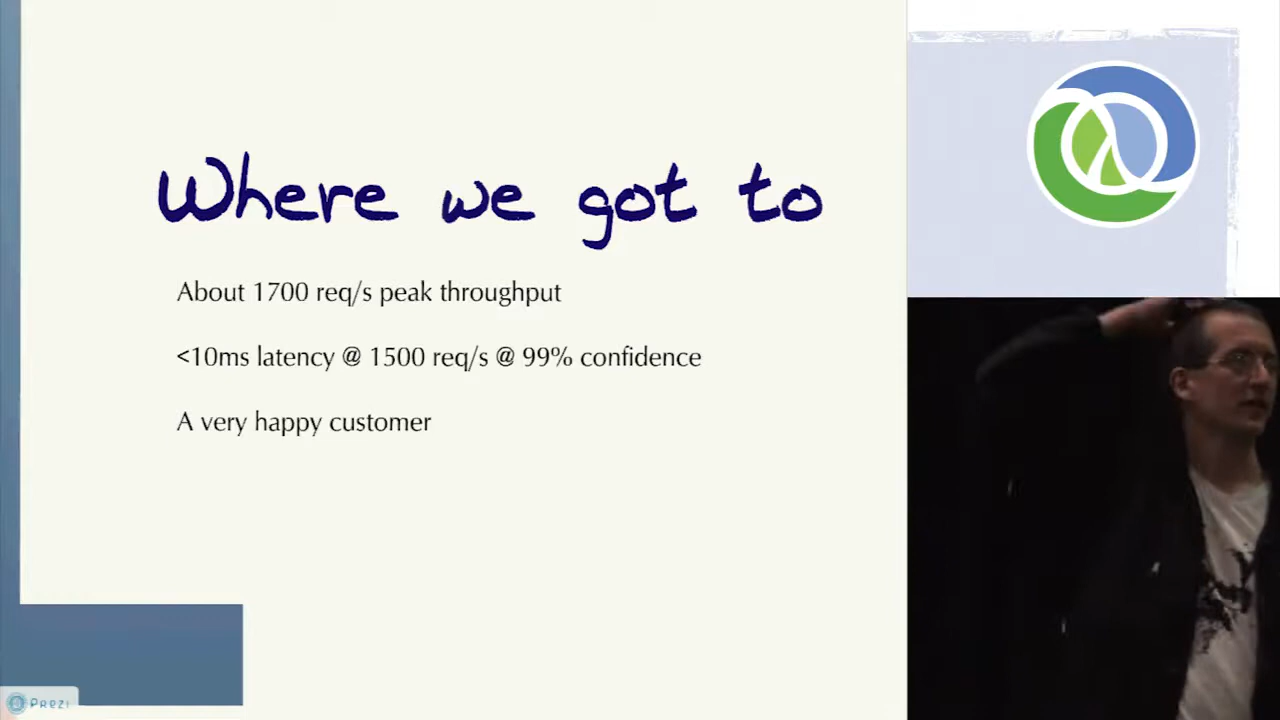 Where we got to
About 1700 req/s peak throughput
<10ms latency @ 1500 req/s @ 99% confidence
A very happy customer
Prezi